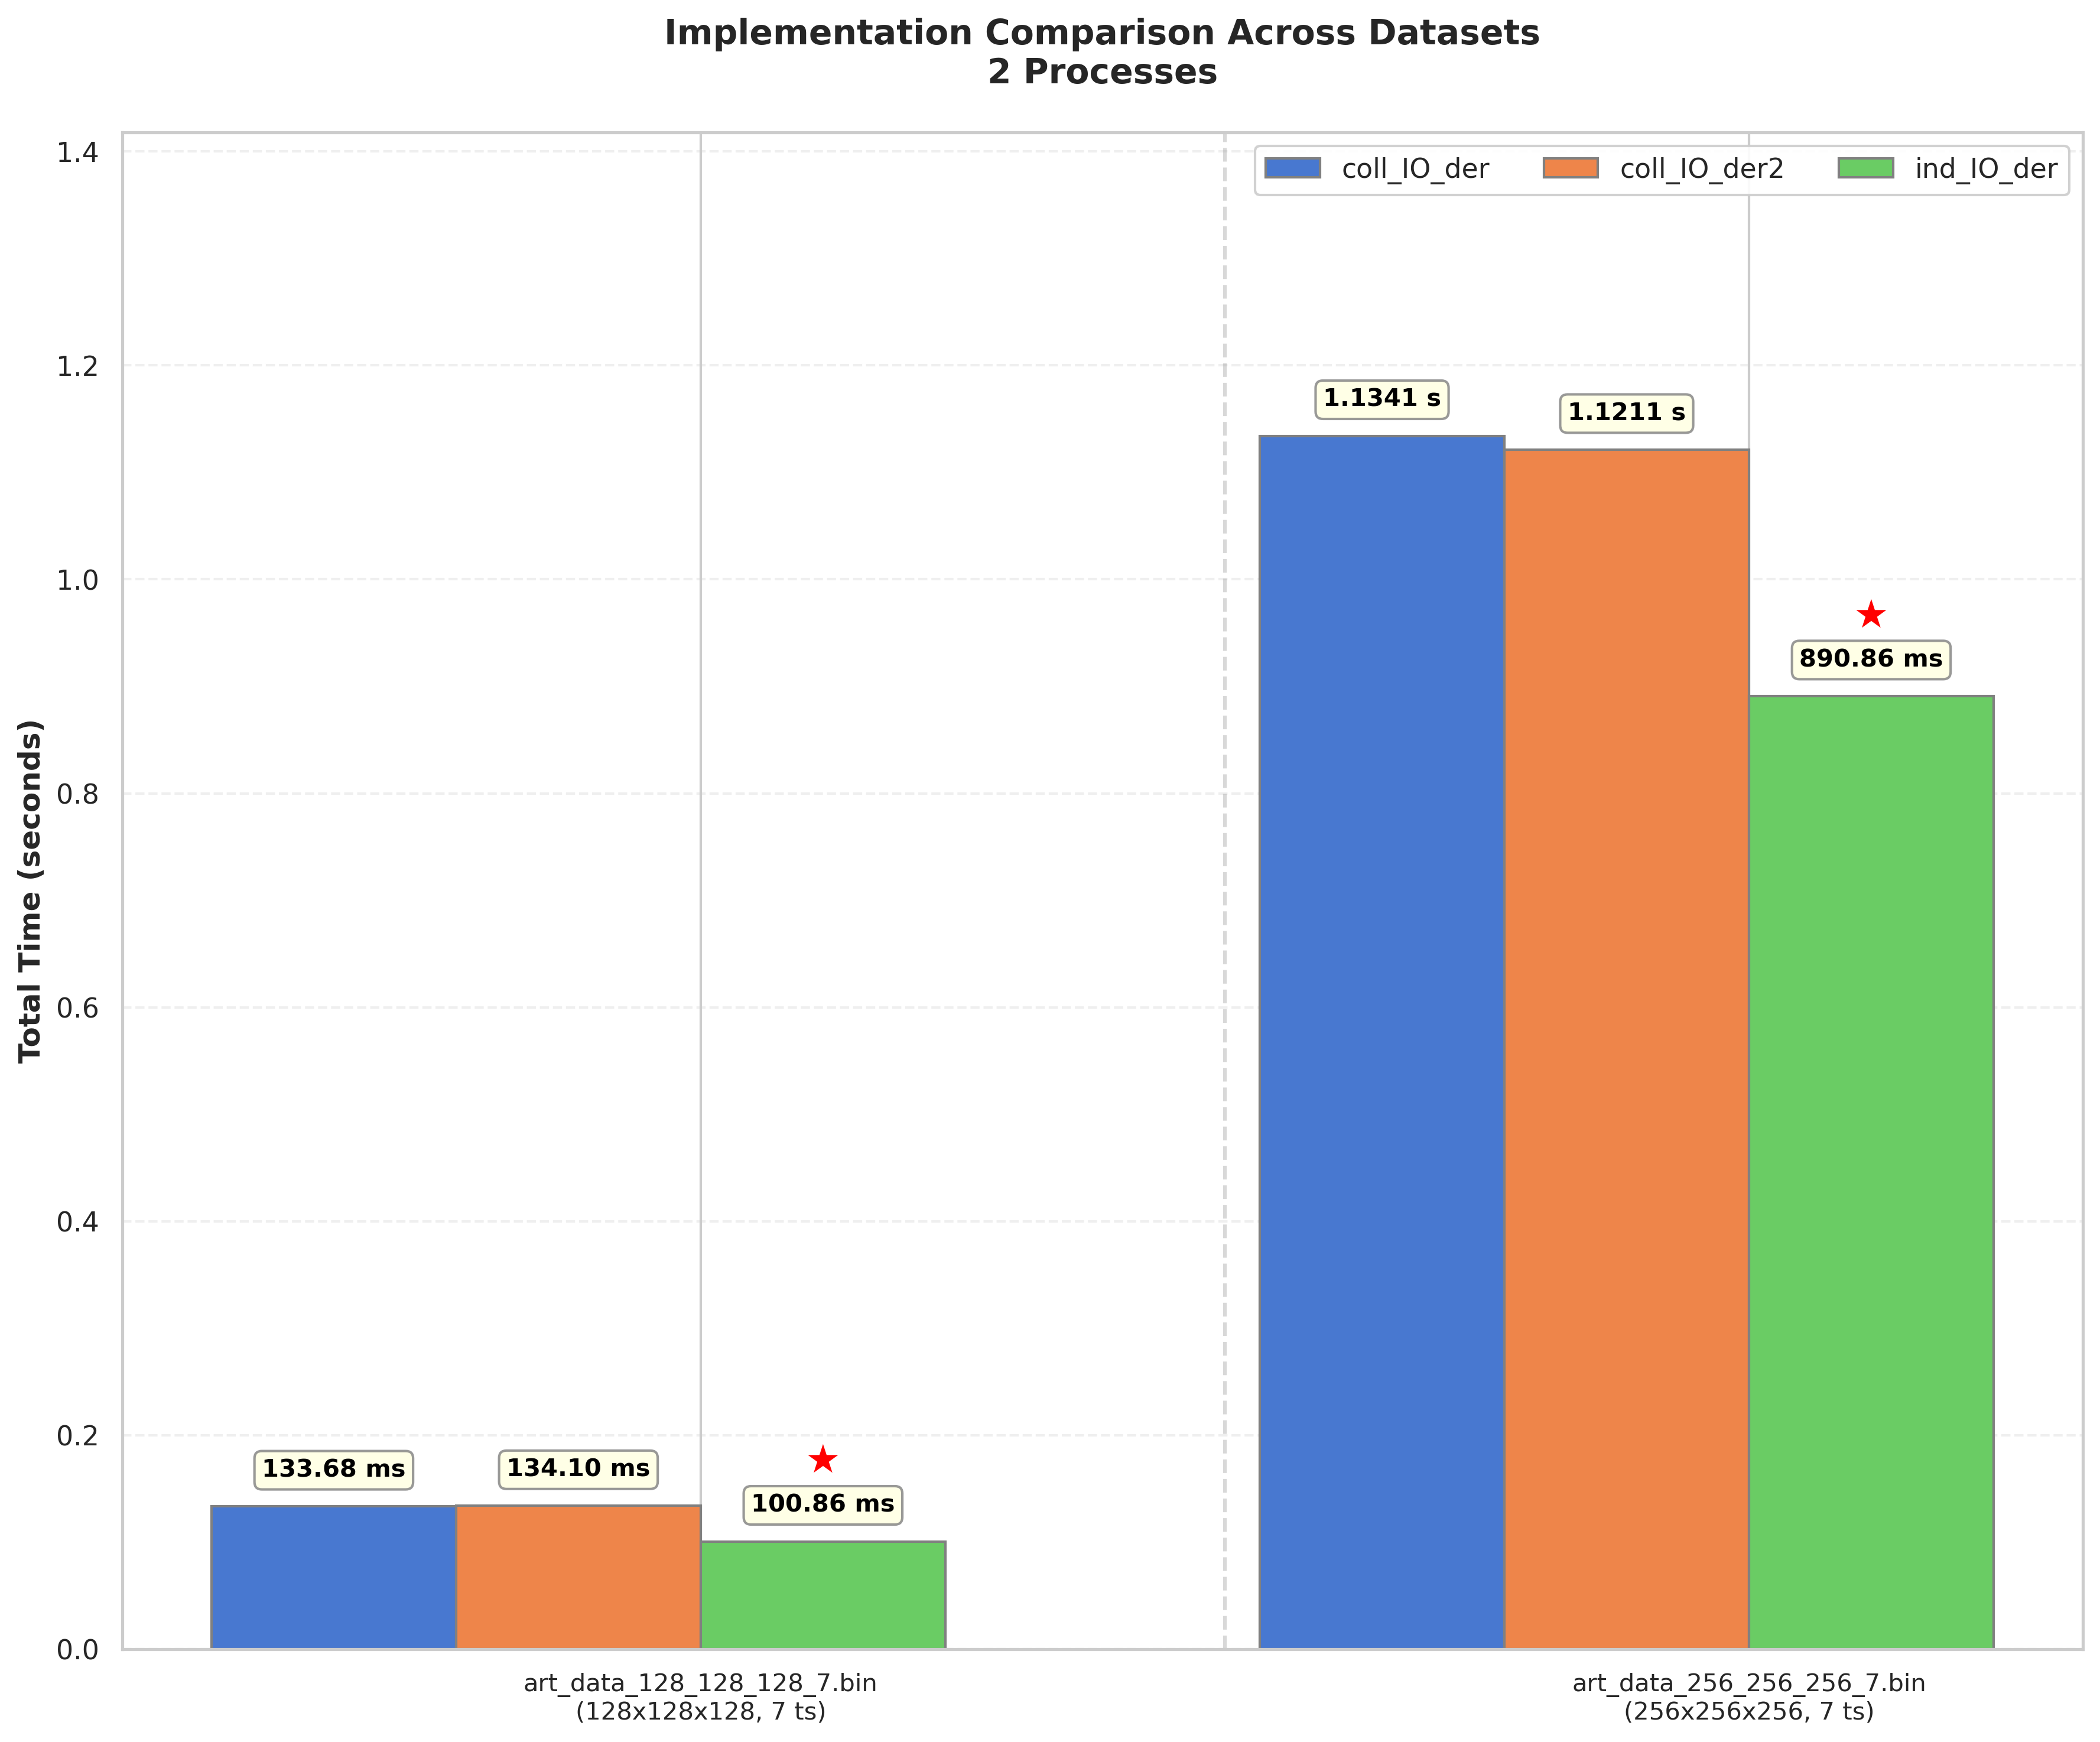 Implementation Comparison Across Datasets
2 Processes
coll_IO_der
coll_IO_der2
ind_IO_der
Total Time (seconds)
1.4
1.2
1.0
0.8
0.6
0.4
0.2
0.0
133.68 ms
134.10 ms
100.86 ms
1.1341 s
1.1211 s
890.86 ms
art_data_128_128_128_7.bin
(128x128x128, 7 ts)
art_data_256_256_256_7.bin
(256x256x256, 7 ts)